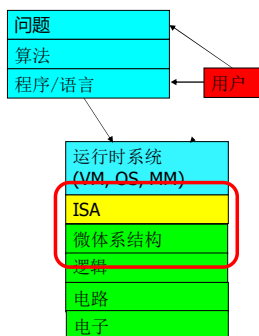 问题
算法
程序/语言
用户
运行时系统
(VM, OS, MM)
ISA
微体系结构
逻辑
电路
电子